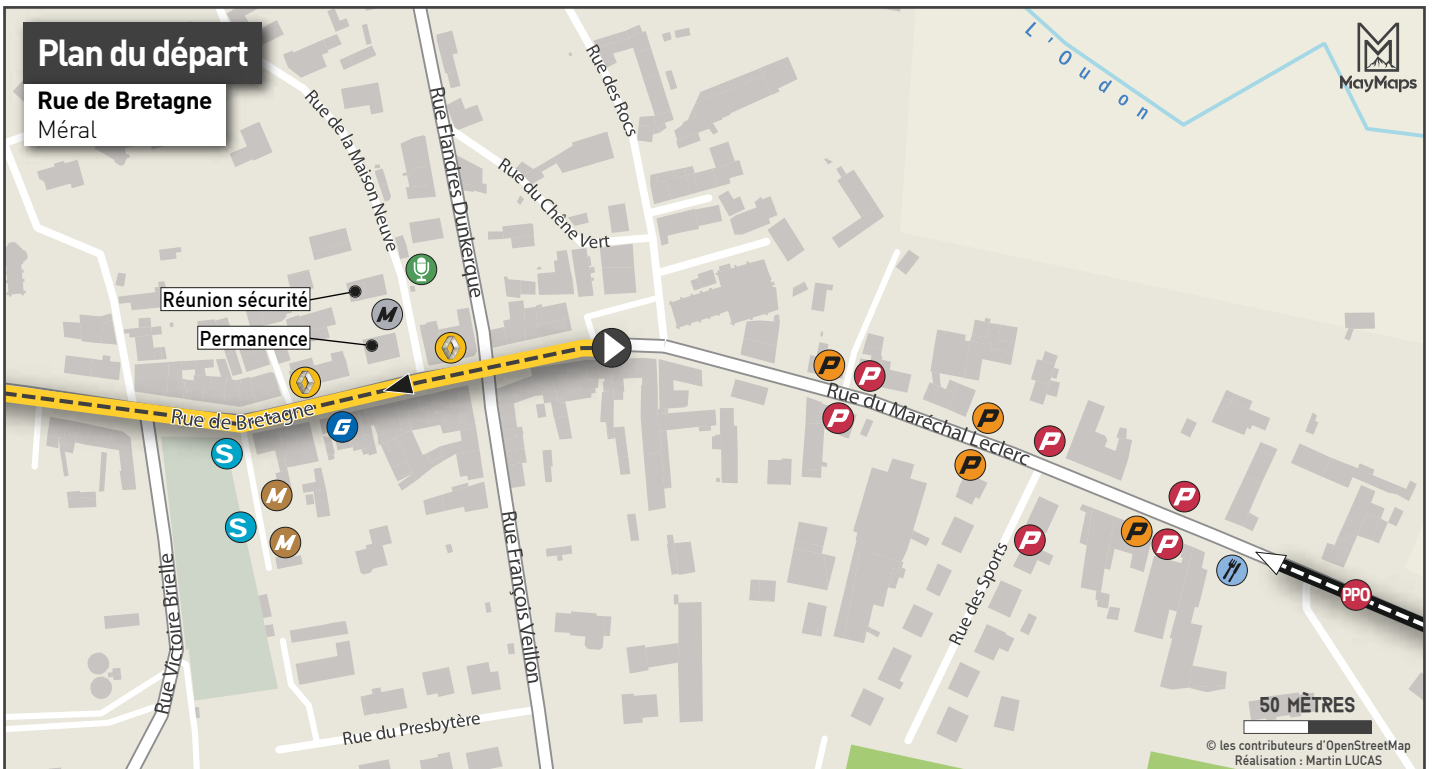 Plan du départ
Rue de Bretagne
Méral
MayMaps
L'Oudon
Rue de la Maison Neuve
Rue Flandres Dunkerque
Rue des Rocs
Rue du Chêne Vert
Réunion sécurité
M
Permanence
P
P
Rue du Maréchal Leclerc
P
P
Rue de Bretagne
G
P
S
P
M
P
S
P
M
P
P
PPO
Rue Victoire Brielle
Rue François Veillon
Rue des Sports
Rue du Presbytère
50 MÈTRES
© les contributeurs d'OpenStreetMap
Réalisation : Martin LUCAS